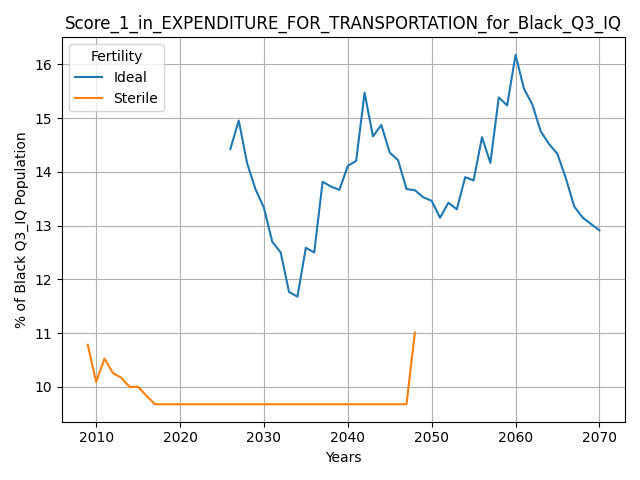 Score_1_in_EXPENDITURE_FOR_TRANSPORTATION_for_Black_Q3_IQ
Fertility
Ideal
Sterile
% of Black Q3_IQ Population
16
15
14
13
12
11
10
2010 2020 2030 2040 2050 2060 2070
Years